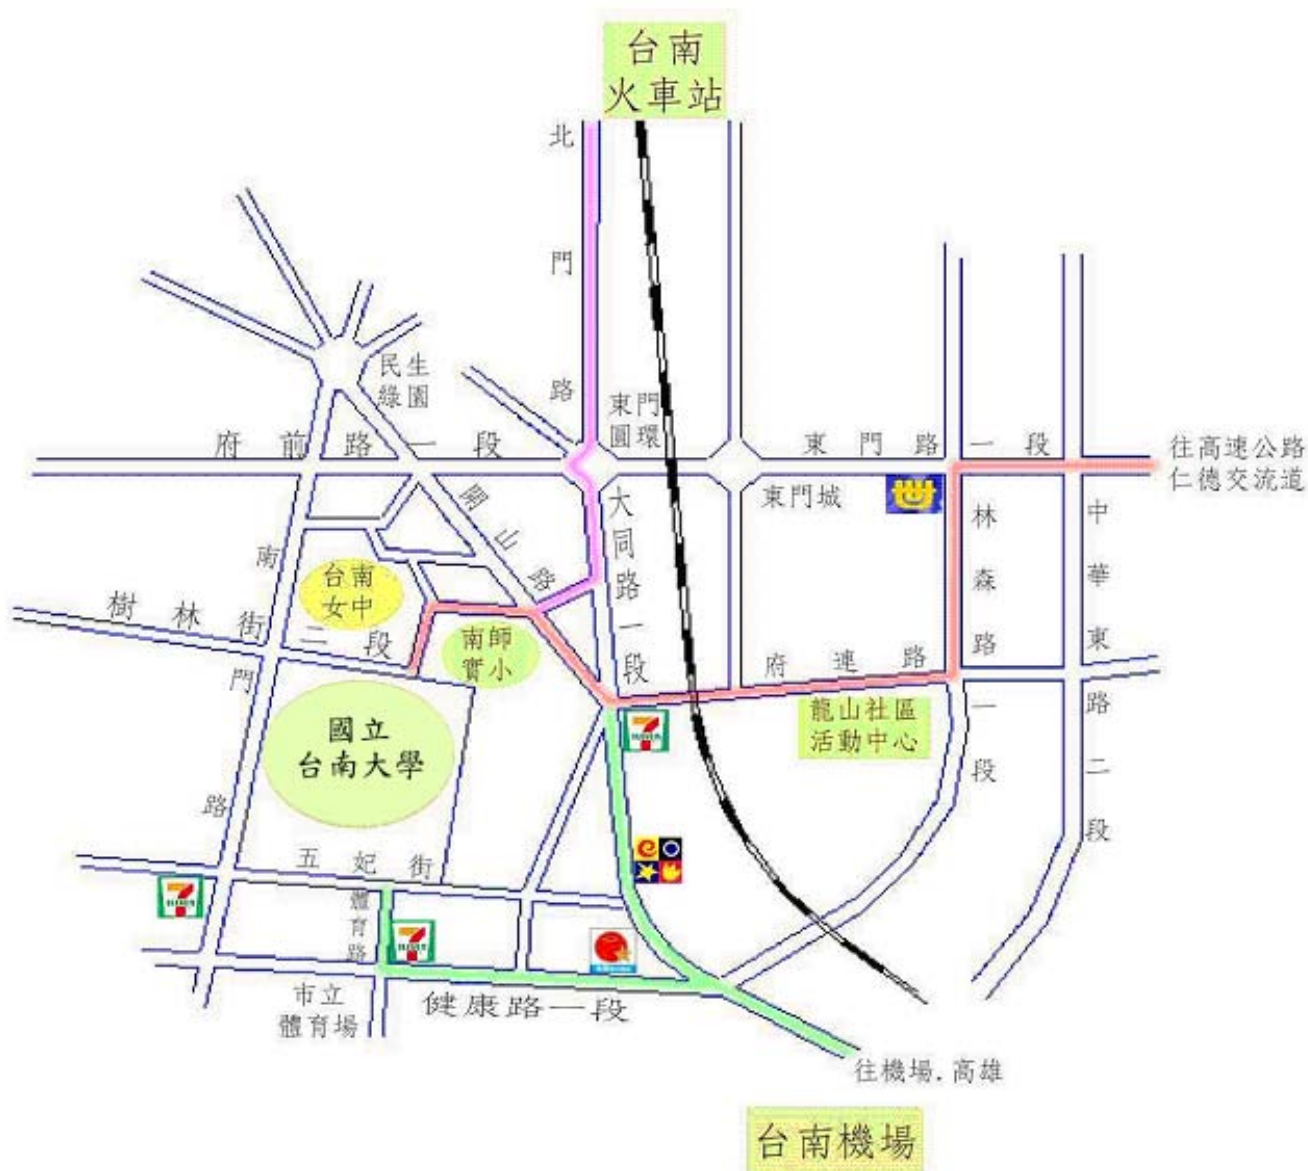 台南
火車站
北門路
民生
綠園
東門
圓環
府前路一段
東門路一段
往高速公路
仁德交流道
東門城
開山路
大同路一段
林森路一段
中華東路二段
南門路
台南
女中
樹林街二段
南師
實小
府連路
龍山社區
活動中心
國立
台南大學
7
五妃街
體育路
7
7
市立
體育場
健康路一段
往機場.高雄
台南機場